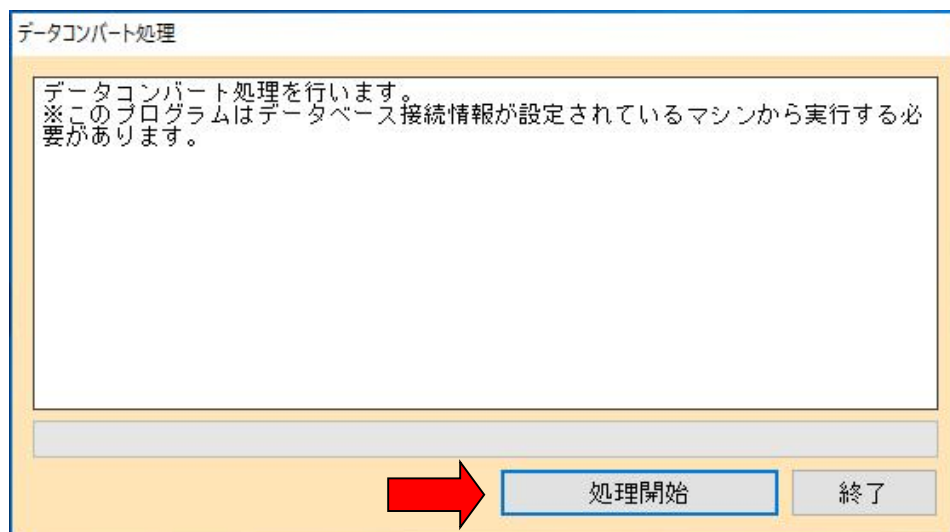 データコンバート処理
データコンバート処理を行います。
※このプログラムはデータベース接続情報が設定されているマシンから実行する必
要があります。
処理開始
終了